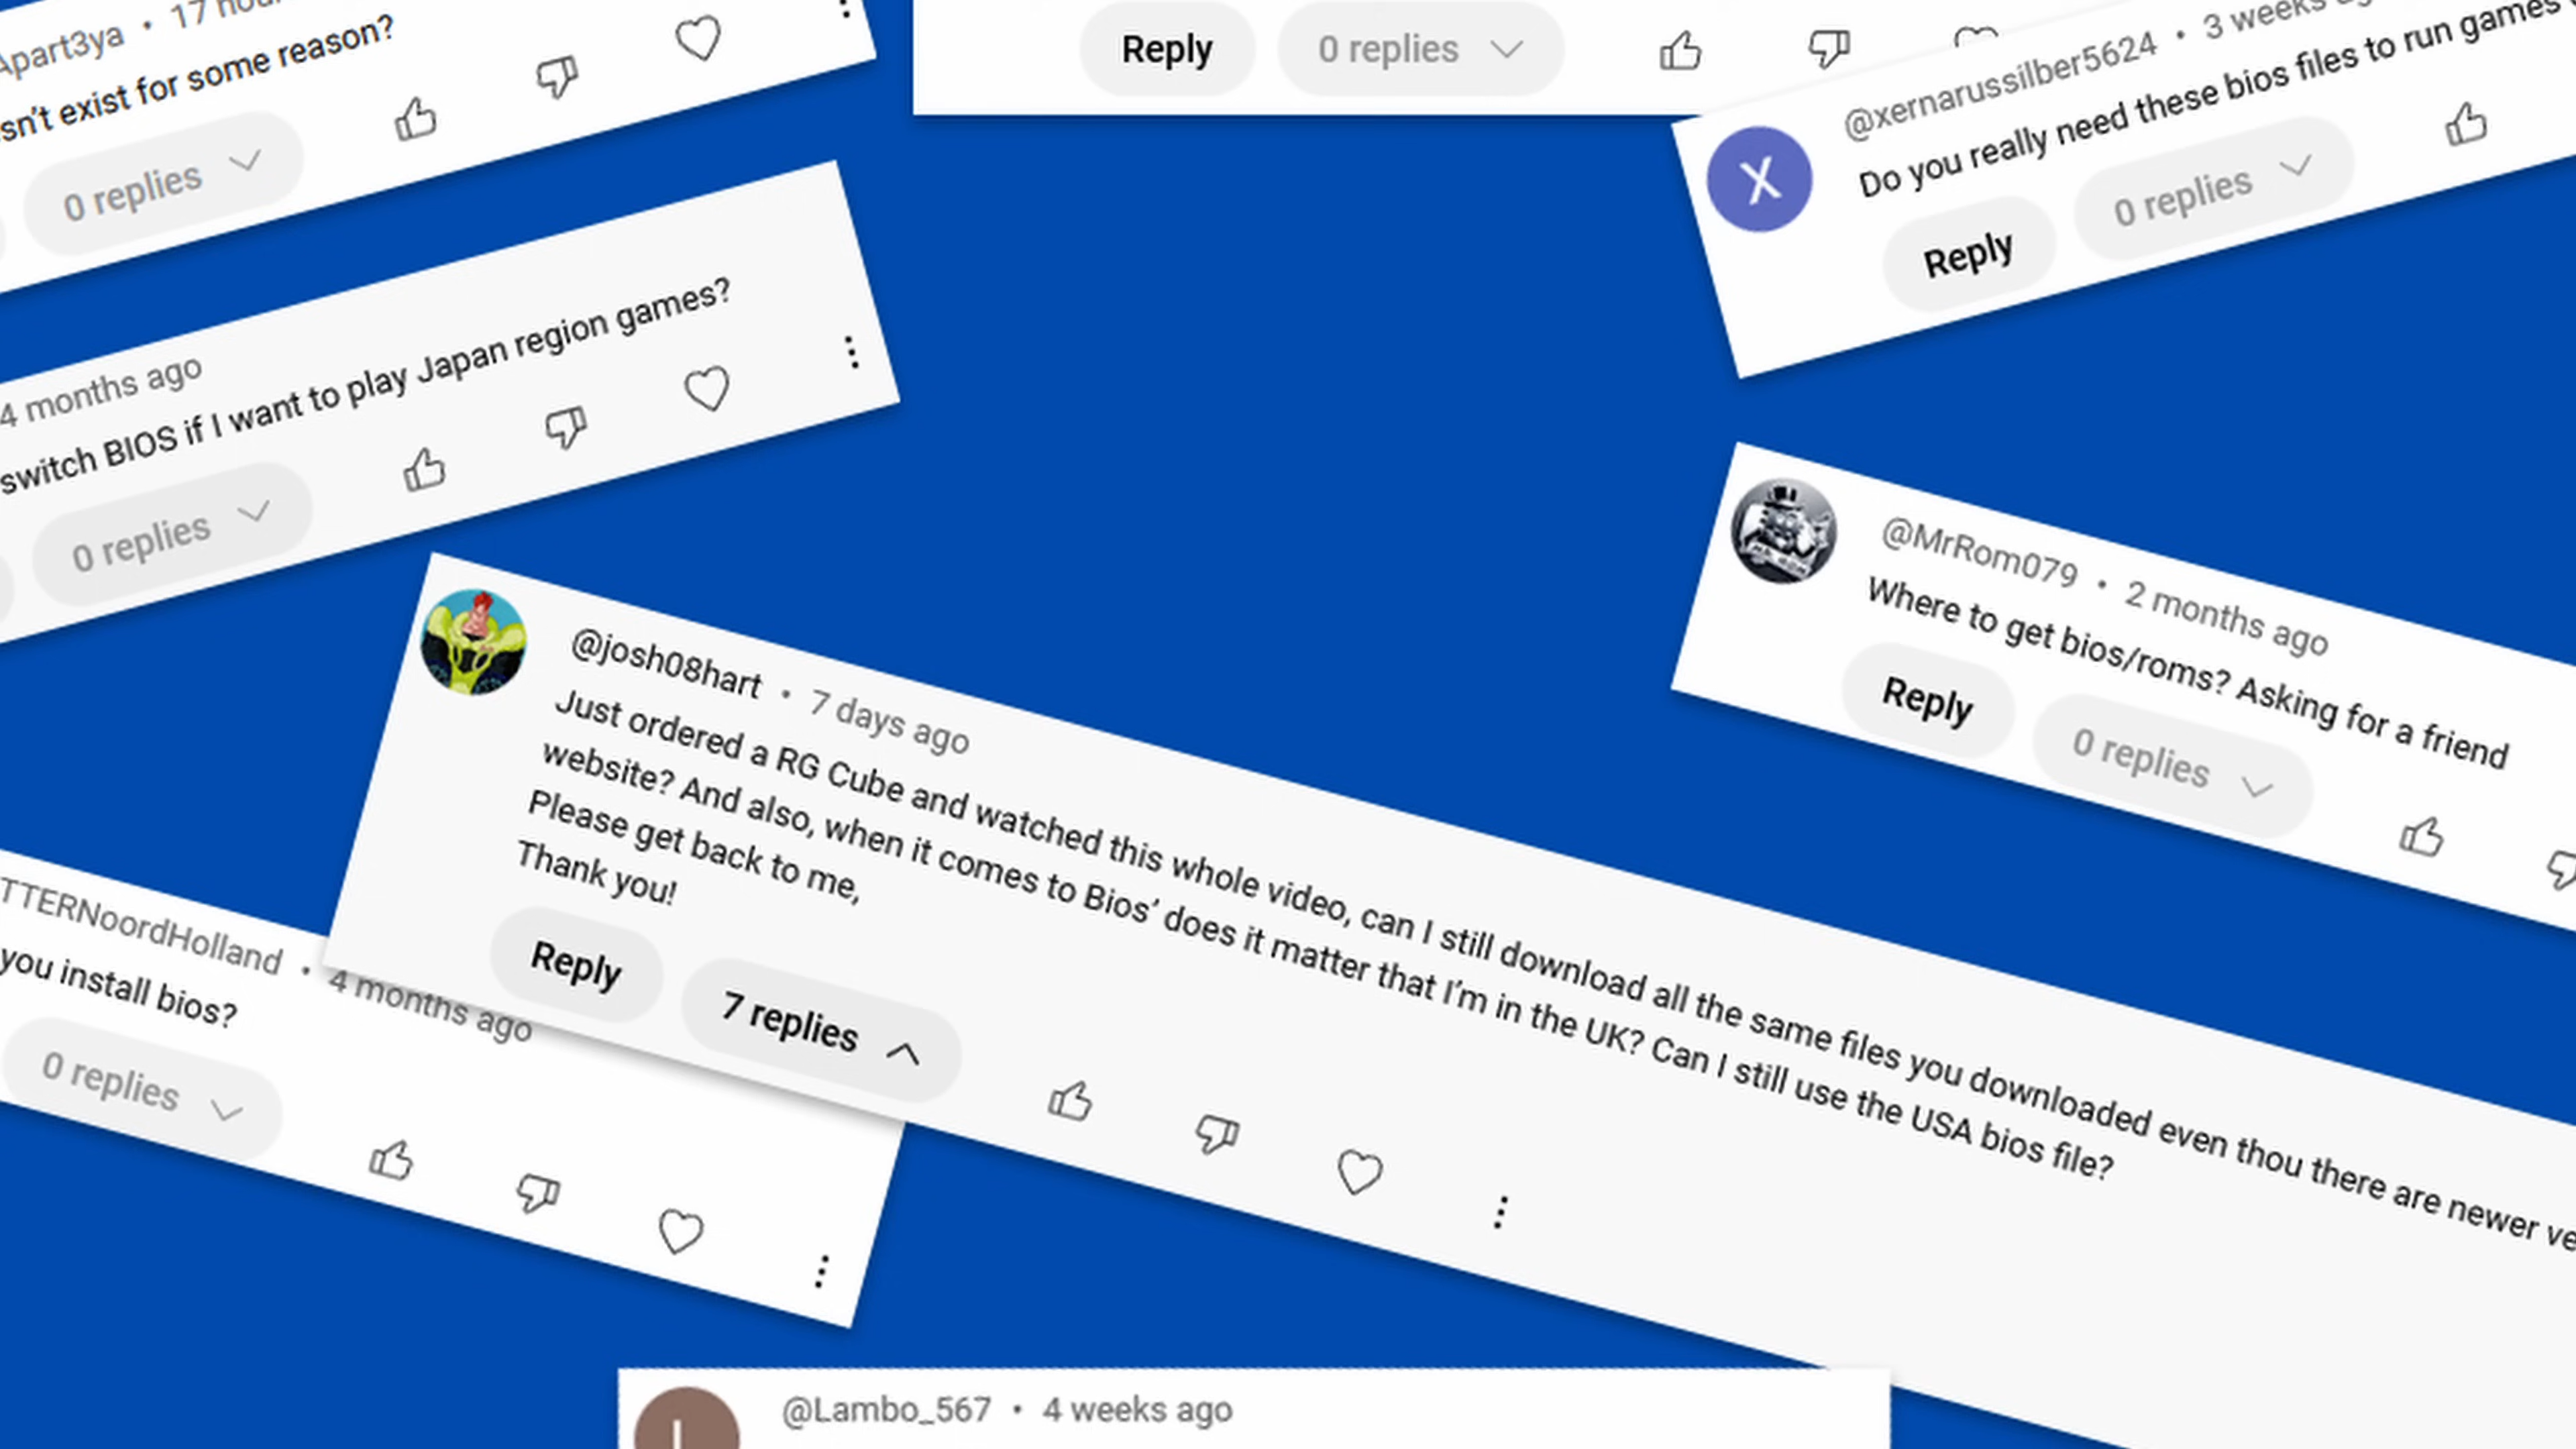 Apart3ya • 17
sn't exist for some reason?
0 replies
Reply
0 replies
@xernarussilber5624 • 3 weeks
Do you really need these bios files to run games
X
Reply
0 replies
4 months ago
switch BIOS if I want to play Japan region games?
0 replies
@MrRom079 • 2 months ago
Where to get bios/roms? Asking for a friend
Reply
0 replies
@josh08hart • 7 days ago
Just ordered a RG Cube and watched this whole video, can I still download all the same files you downloaded even thou there are newer ve
website? And also, when it comes to Bios' does it matter that I'm in the UK? Can I still use the USA bios file?
Please get back to me,
Thank you!
Reply
7 replies
TTERNoordHolland • 4 months ago
you install bios?
0 replies
@Lambo_567 • 4 weeks ago
L